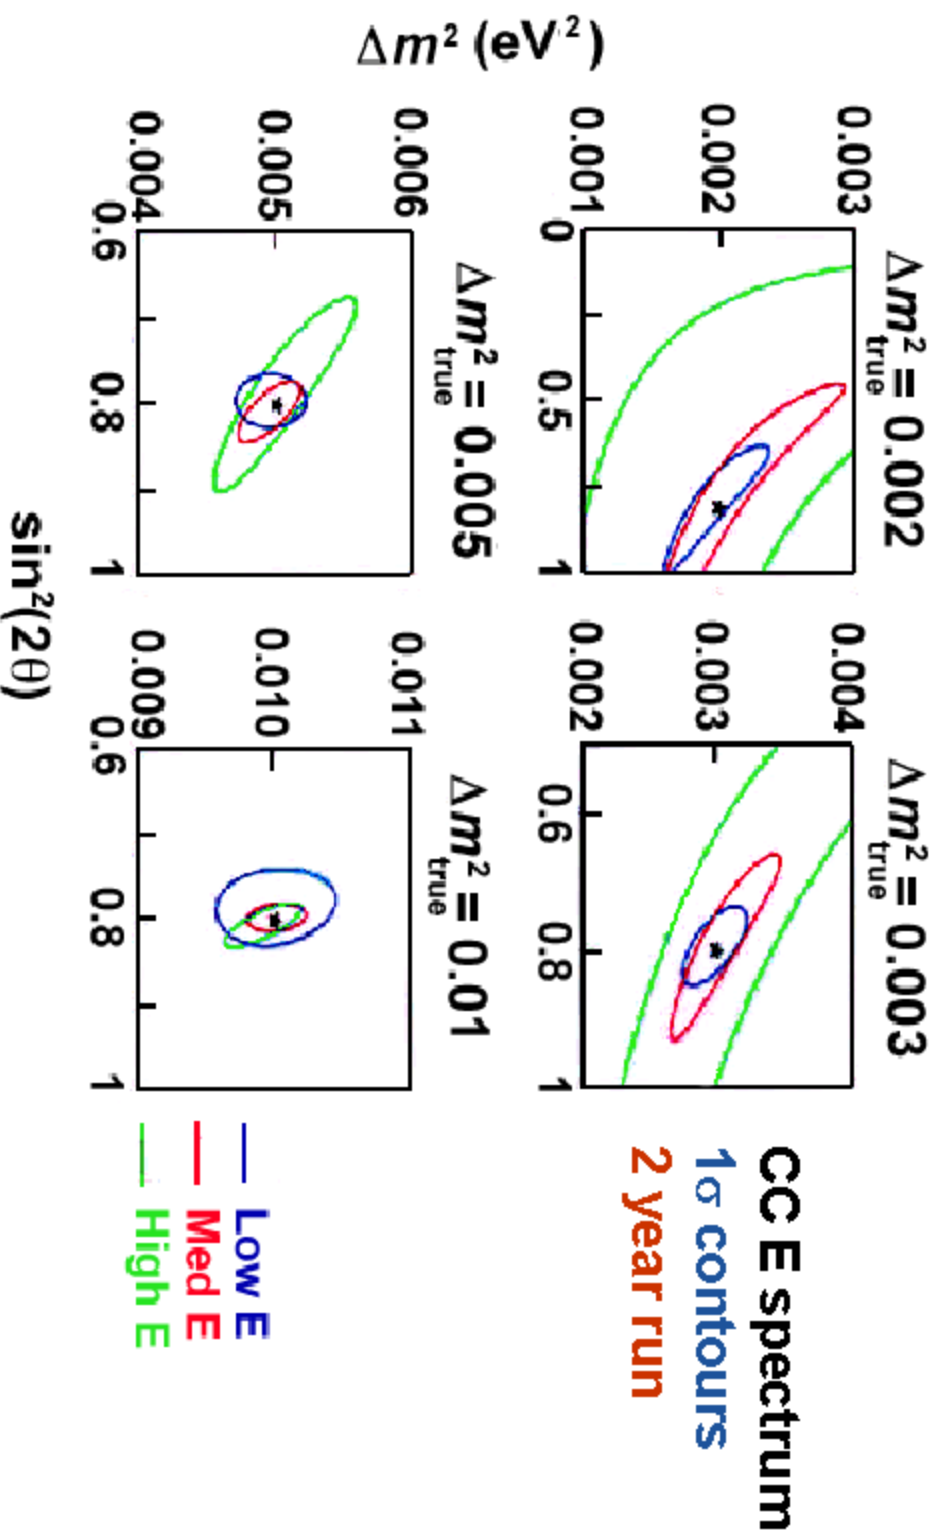 Δm² (eV²)
Δm²true = 0.002
0.003
0.002
0.001
0
0.5
1
Δm²true = 0.003
0.004
0.003
0.002
0.6
0.8
1
CC E spectrum
1σ contours
2 year run
Δm²true = 0.005
0.006
0.005
0.004
0.6
0.8
1
Δm²true = 0.01
0.011
0.010
0.009
0.6
0.8
1
Low E
Med E
High E
sin²(2θ)